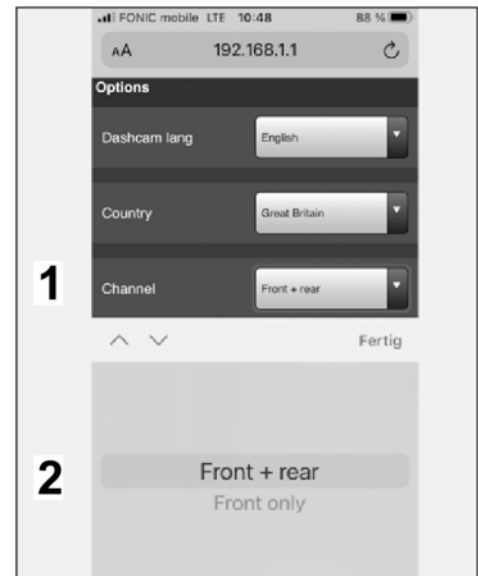 FONIC mobile LTE 10:48 88 %
AA 192.168.1.1
Options
Dashcam lang English
Country Great Britain
1 Channel Front + rear
Fertig
2 Front + rear
Front only